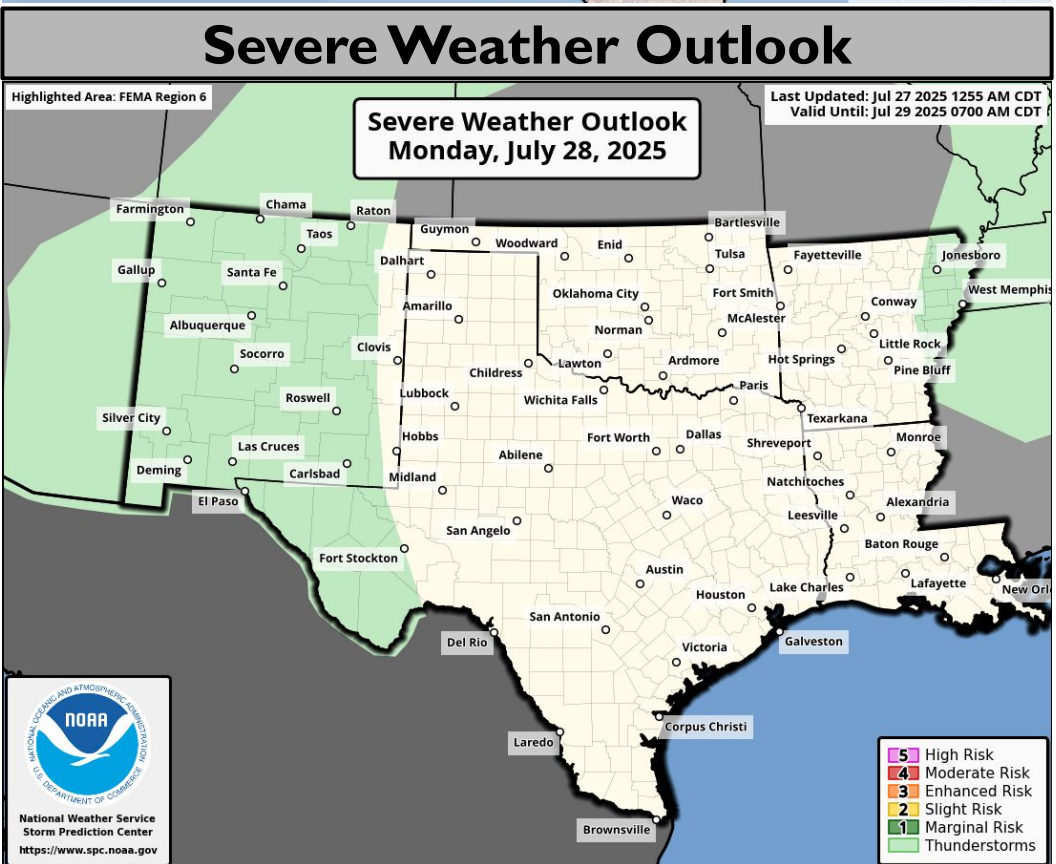 Severe Weather Outlook
Highlighted Area: FEMA Region 6
Last Updated: Jul 27 2025 1255 AM CDT
Valid Until: Jul 29 2025 0700 AM CDT
Severe Weather Outlook
Monday, July 28, 2025
Farmington
Chama
Raton
Taos
Guymon
Woodward
Enid
Bartlesville
Tulsa
Fayetteville
Jonesboro
Gallup
Santa Fe
Dalhart
Amarillo
Oklahoma City
Fort Smith
Conway
West Memphis
Albuquerque
Norman
McAlester
Little Rock
Socorro
Clovis
Childress
Lawton
Ardmore
Hot Springs
Pine Bluff
Roswell
Lubbock
Wichita Falls
Paris
Texarkana
Silver City
Las Cruces
Hobbs
Fort Worth
Dallas
Shreveport
Monroe
Deming
Carlsbad
Midland
Abilene
Natchitoches
El Paso
San Angelo
Waco
Leesville
Alexandria
Fort Stockton
Austin
Baton Rouge
Houston
Lake Charles
Lafayette
New Orl
San Antonio
Del Rio
Victoria
Galveston
Laredo
Corpus Christi
Brownsville
NATIONAL OCEANIC AND ATMOSPHERIC ADMINISTRATION
NOAA
U.S. DEPARTMENT OF COMMERCE
National Weather Service
Storm Prediction Center
https://www.spc.noaa.gov
5 High Risk
4 Moderate Risk
3 Enhanced Risk
2 Slight Risk
1 Marginal Risk
Thunderstorms